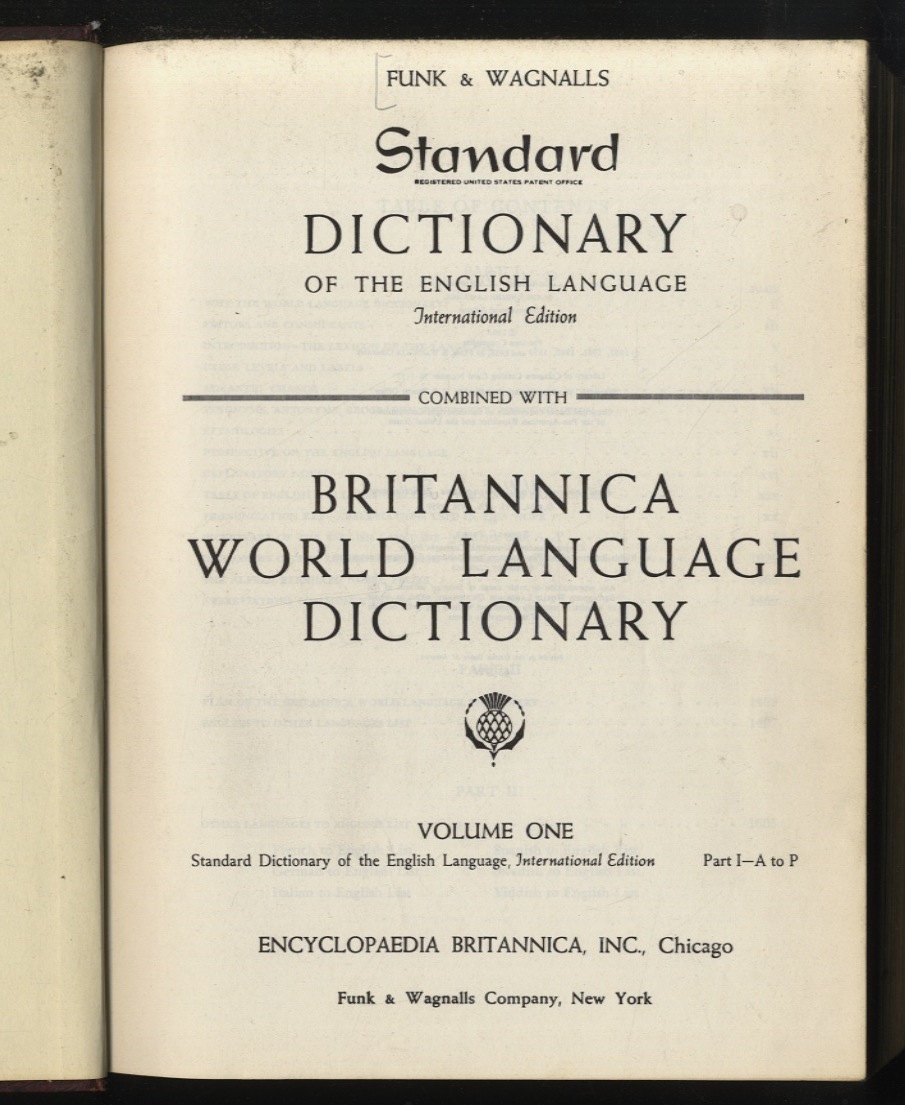 FUNK & WAGNALLS
Standard
REGISTERED UNITED STATES PATENT OFFICE
DICTIONARY
OF THE ENGLISH LANGUAGE
International Edition
COMBINED WITH
BRITANNICA
WORLD LANGUAGE
DICTIONARY
VOLUME ONE
Standard Dictionary of the English Language, International Edition Part I—A to P
ENCYCLOPAEDIA BRITANNICA, INC., Chicago
Funk & Wagnalls Company, New York